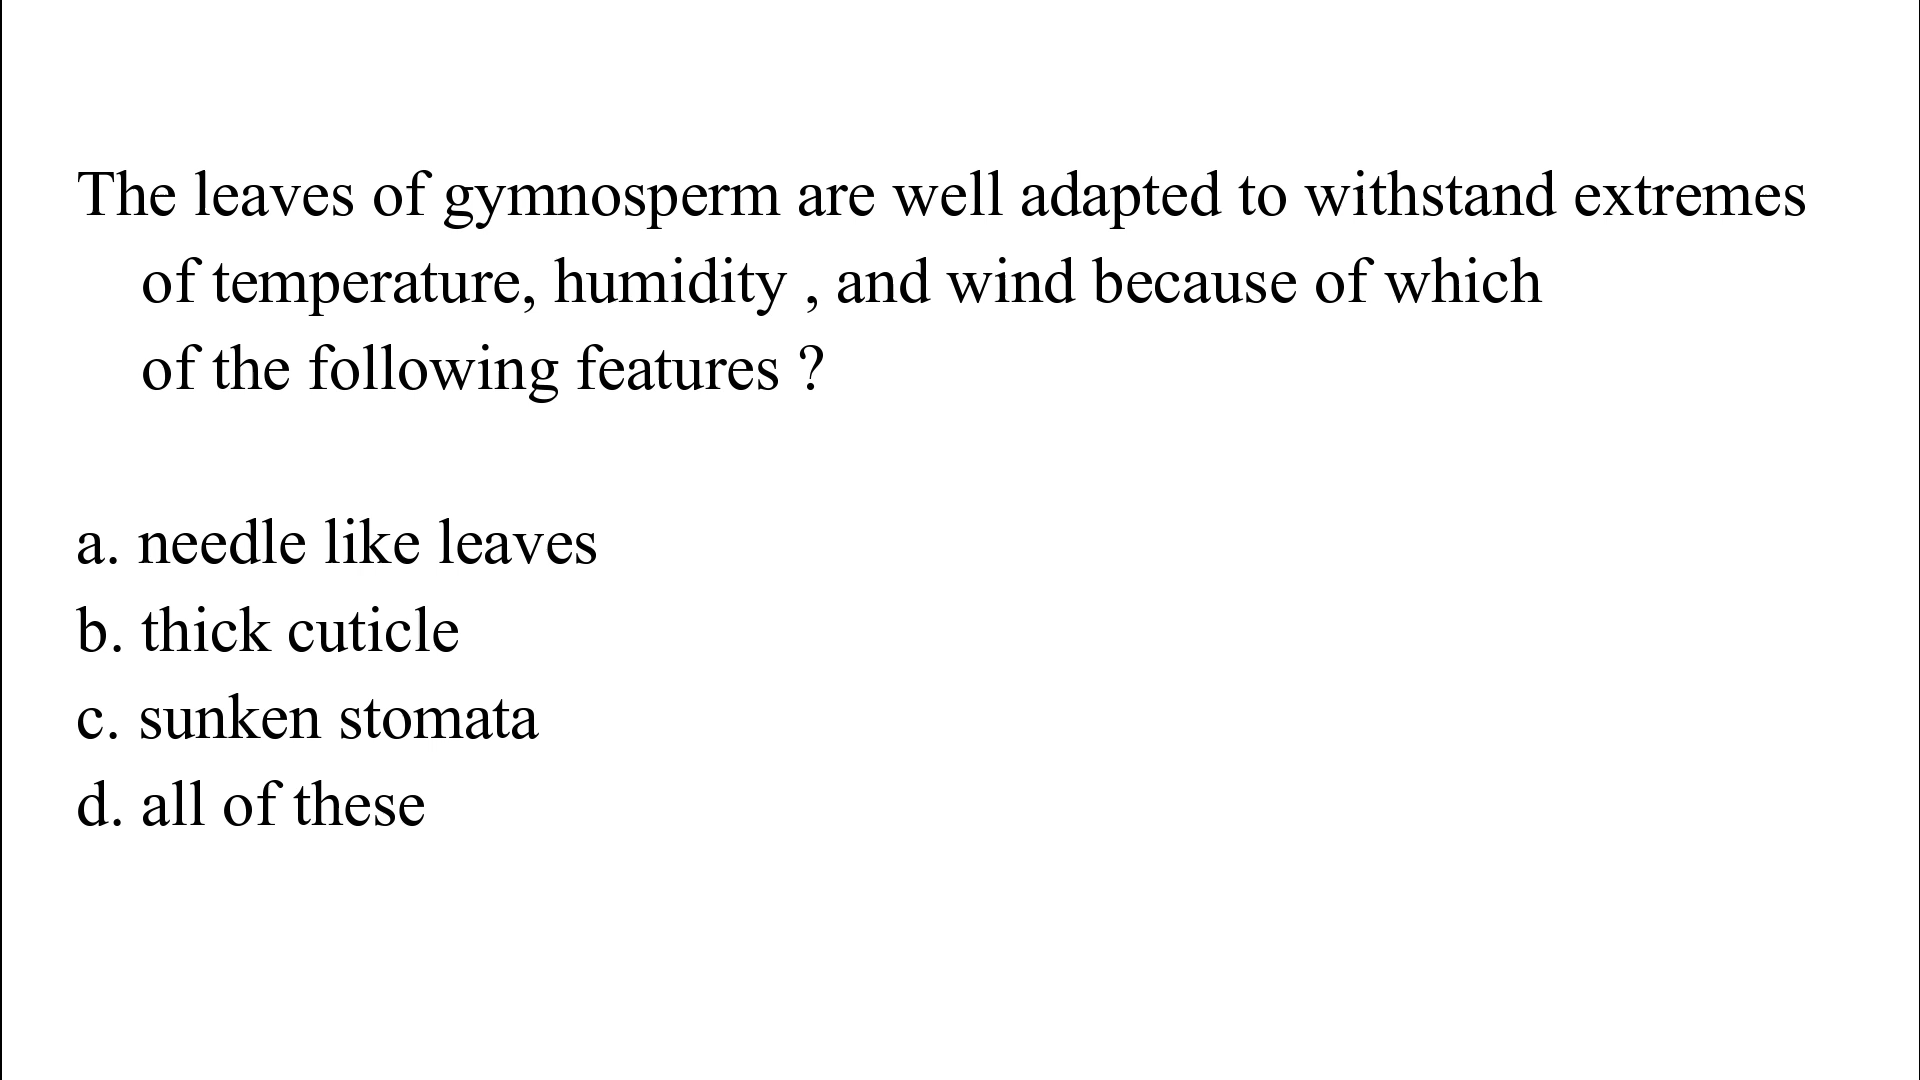 The leaves of gymnosperm are well adapted to withstand extremes
of temperature, humidity , and wind because of which
of the following features ?
a. needle like leaves
b. thick cuticle
c. sunken stomata
d. all of these